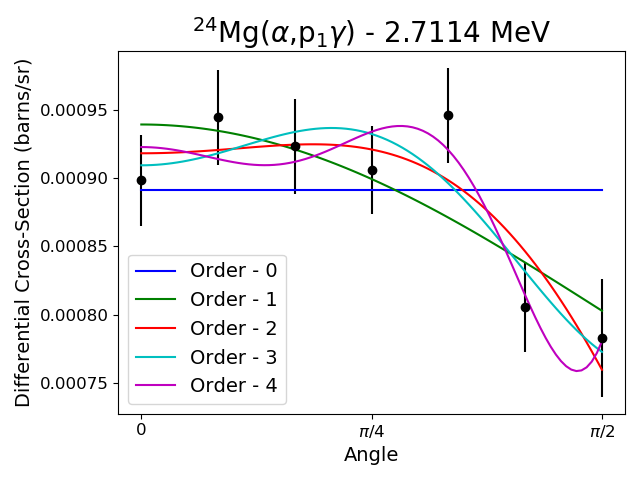 ²⁴Mg(α,p₁γ) - 2.7114 MeV
Differential Cross-Section (barns/sr)
0.00095
0.00090
0.00085
0.00080
0.00075
Order - 0
Order - 1
Order - 2
Order - 3
Order - 4
0
π/4
π/2
Angle